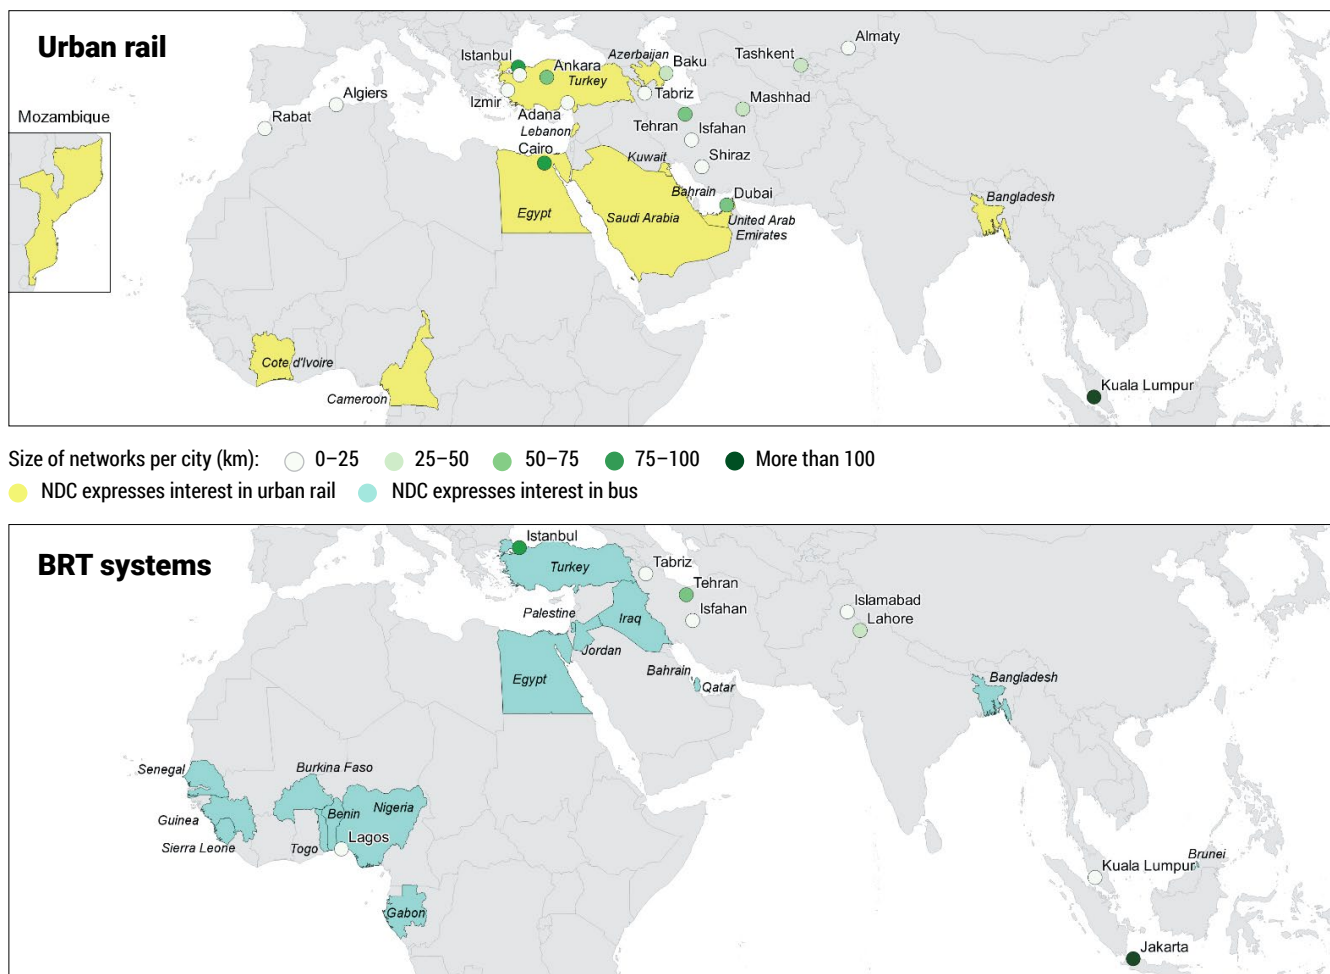 Urban rail
Mozambique
Rabat
Algiers
Istanbul
Izmir
Ankara
Turkey
Adana
Lebanon
Cairo
Egypt
Azerbaijan
Baku
Tabriz
Tehran
Isfahan
Shiraz
Kuwait
Bahrain
Dubai
Saudi Arabia
United Arab
Emirates
Tashkent
Almaty
Mashhad
Bangladesh
Cote d'Ivoire
Cameroon
Kuala Lumpur
Size of networks per city (km): 0–25 25–50 50–75 75–100 More than 100
NDC expresses interest in urban rail NDC expresses interest in bus
BRT systems
Istanbul
Turkey
Tabriz
Tehran
Isfahan
Palestine
Iraq
Jordan
Egypt
Bahrain
Qatar
Islamabad
Lahore
Bangladesh
Senegal
Guinea
Sierra Leone
Burkina Faso
Benin
Nigeria
Togo
Lagos
Gabon
Kuala Lumpur
Brunei
Jakarta